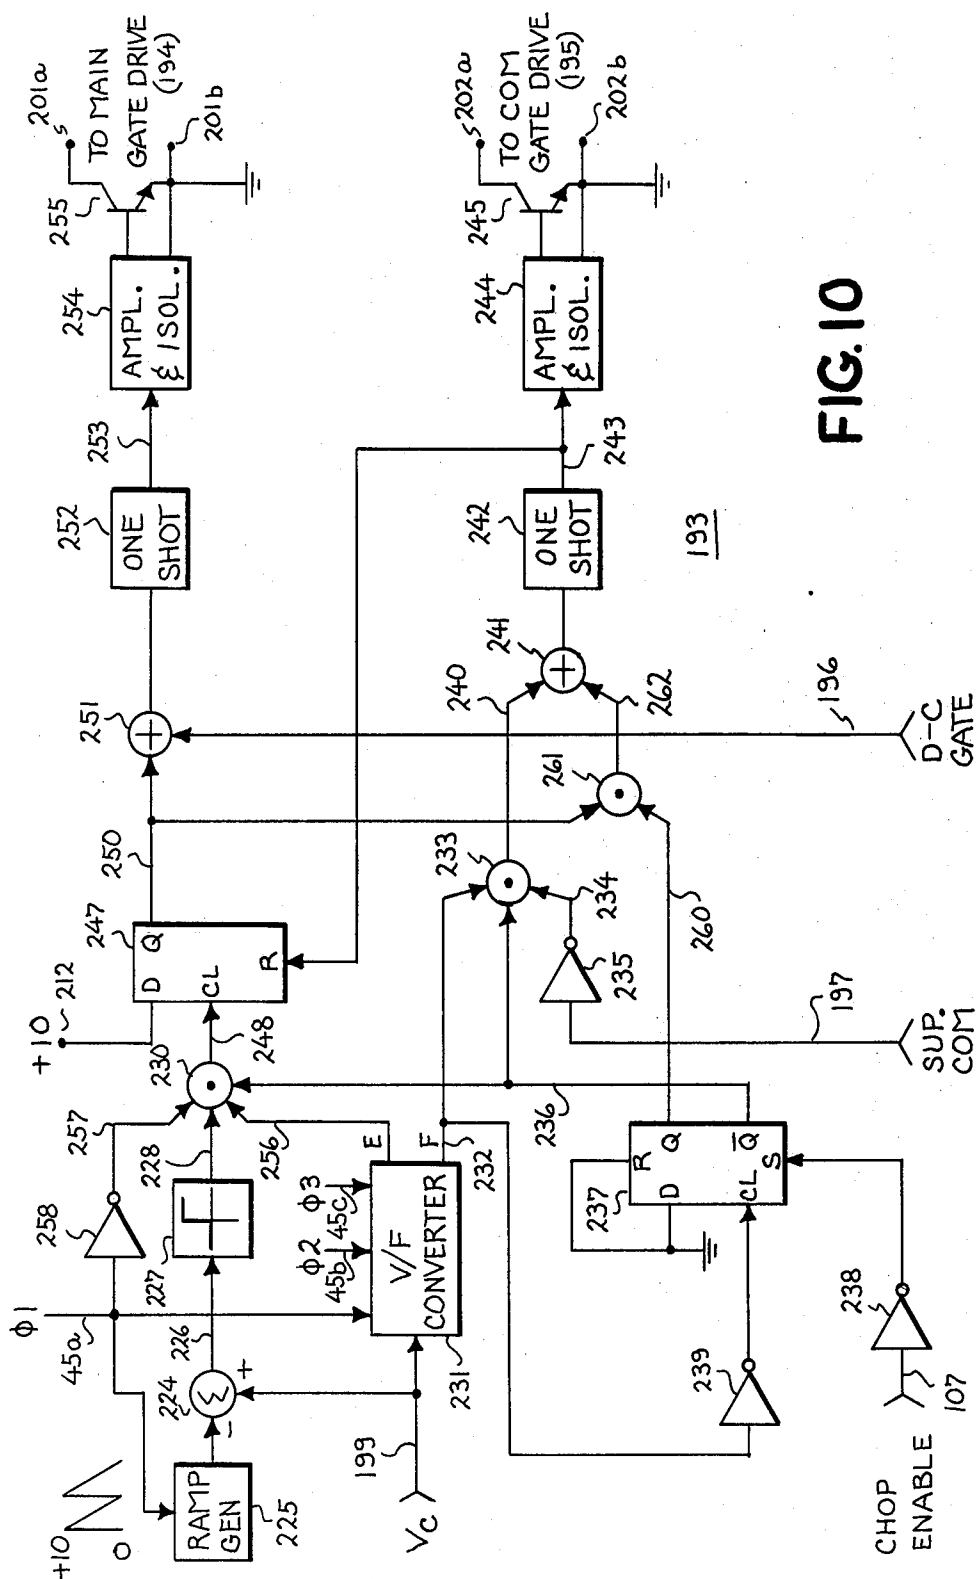 +10
0
RAMP
GEN
225
φ1
45a
224
Σ
-
+
226
227
228
258
257
230
+10
212
248
247
D
Q
CL
R
250
251
+
252
ONE
SHOT
253
254
AMPL.
& ISOL.
255
201a
TO MAIN
GATE DRIVE
(194)
201b
VC
199
231
V/F
CONVERTER
φ2
45b
φ3
45c
E
F
256
232
233
234
235
236
240
241
+
242
ONE
SHOT
243
244
AMPL.
& ISOL.
245
202a
TO COM
GATE DRIVE
(195)
202b
239
237
R
D
Q
CL
Q̅
S
260
261
262
193
CHOP
ENABLE
107
238
SUP.
COM
197
D-C
GATE
196
FIG. 10